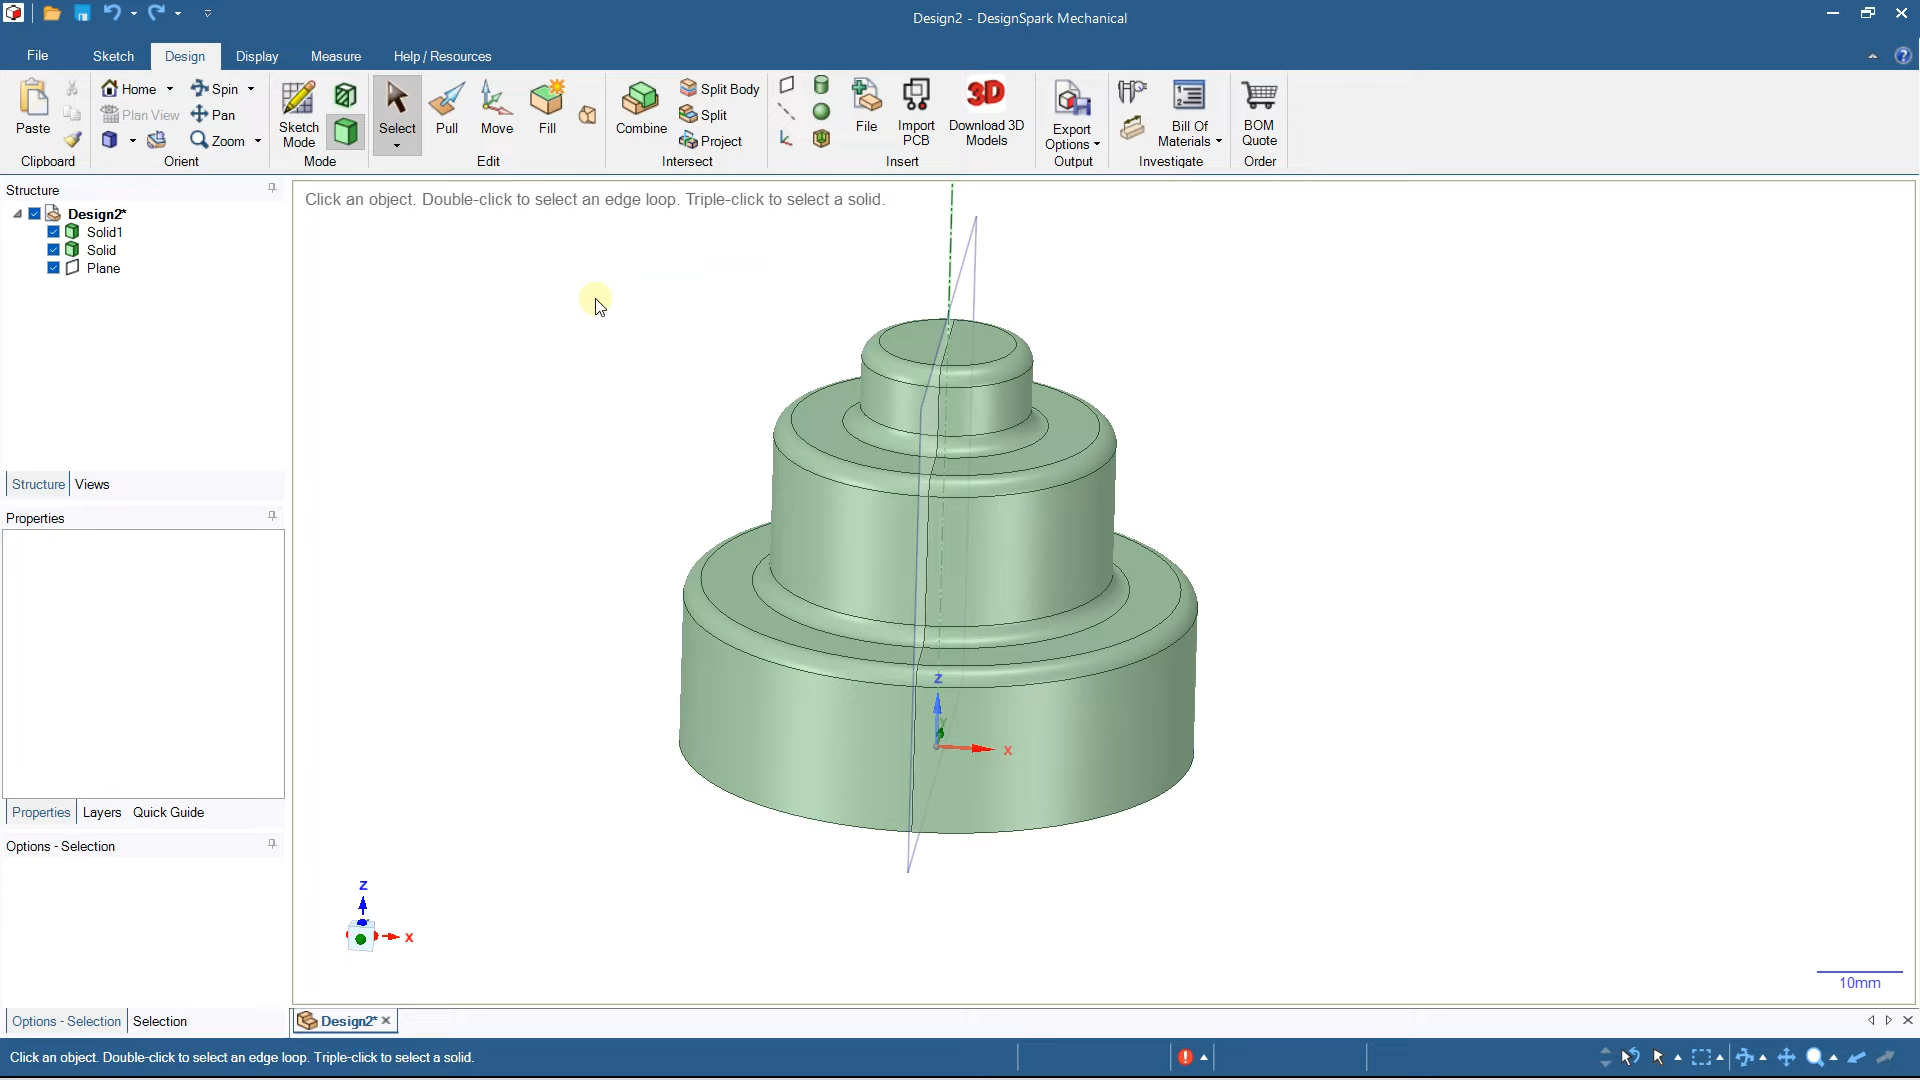 Design2 - DesignSpark Mechanical
File
Sketch
Design
Display
Measure
Help / Resources
Paste
Clipboard
Home
Plan View
Spin
Pan
Zoom
Orient
Sketch
Mode
Mode
Select
Pull
Move
Fill
Edit
Combine
Split Body
Split
Project
Intersect
File
Import
PCB
3D
Download 3D
Models
Insert
Export
Options
Output
Bill Of
Materials
Investigate
BOM
Quote
Order
Structure
Design2*
Solid1
Solid
Plane
Structure
Views
Properties
Properties
Layers
Quick Guide
Options - Selection
Options - Selection
Selection
Click an object. Double-click to select an edge loop. Triple-click to select a solid.
Z
Y
X
Z
X
10mm
Design2*
Click an object. Double-click to select an edge loop. Triple-click to select a solid.